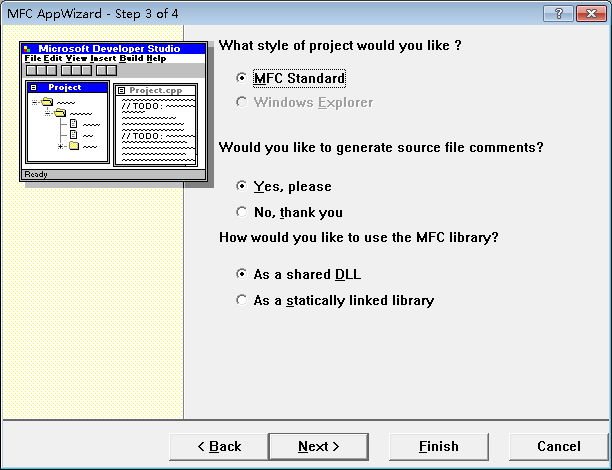 MFC AppWizard - Step 3 of 4
Microsoft Developer Studio
File Edit View Insert Build Help
Project
Project.cpp
// TODO:
// TODO:
Ready
What style of project would you like ?
MFC Standard
Windows Explorer
Would you like to generate source file comments?
Yes, please
No, thank you
How would you like to use the MFC library?
As a shared DLL
As a statically linked library
< Back
Next >
Finish
Cancel